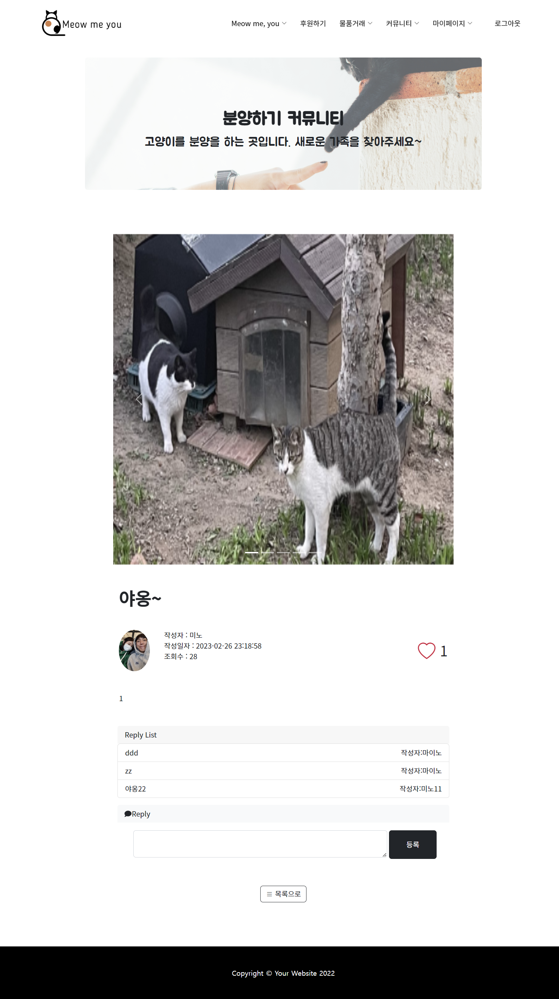 Meow me you
Meow me, you 후원하기 물품거래 커뮤니티 마이페이지 로그아웃
분양하기 커뮤니티
고양이를 분양을 하는 곳입니다. 새로운 가족을 찾아주세요~
야옹~
작성자 : 미노
작성일자 : 2023-02-26 23:18:58
조회수 : 28
1
1
Reply List
ddd 작성자:마이노
zz 작성자:마이노
야옹22 작성자:미노11
Reply
등록
목록으로
Copyright © Your Website 2022